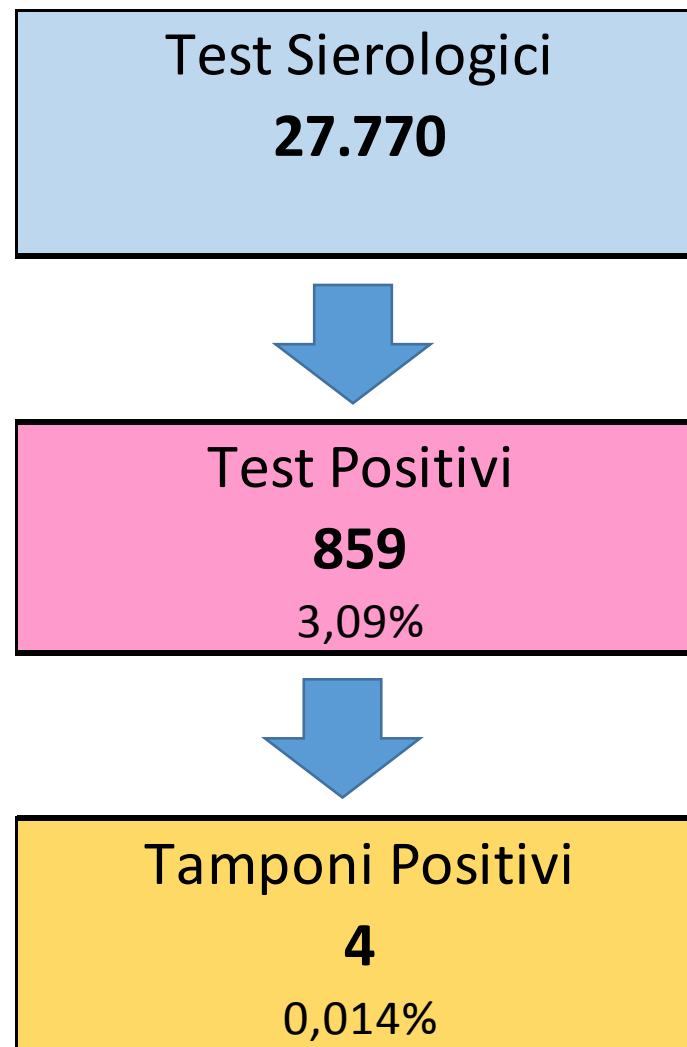 Test Sierologici
27.770
Test Positivi
859
3,09%
Tamponi Positivi
4
0,014%